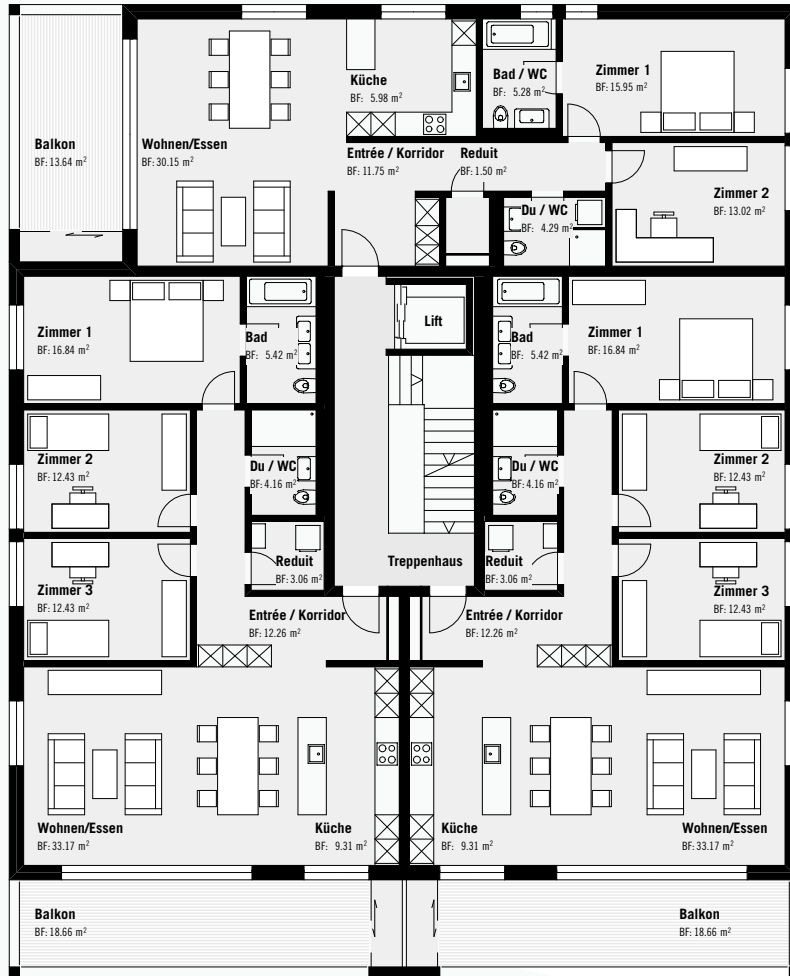 Küche
BF: 5.98 m²
Bad / WC
BF: 5.28 m²
Zimmer 1
BF: 15.95 m²
Balkon
BF: 13.64 m²
Wohnen/Essen
BF: 30.15 m²
Entrée / Korridor
BF: 11.75 m²
Reduit
BF: 1.50 m²
Zimmer 2
BF: 13.02 m²
Du / WC
BF: 4.29 m²
Zimmer 1
BF: 16.84 m²
Bad
BF: 5.42 m²
Lift
Bad
BF: 5.42 m²
Zimmer 1
BF: 16.84 m²
Zimmer 2
BF: 12.43 m²
Du / WC
BF: 4.16 m²
Du / WC
BF: 4.16 m²
Zimmer 2
BF: 12.43 m²
Zimmer 3
BF: 12.43 m²
Reduit
BF: 3.06 m²
Treppenhaus
Reduit
BF: 3.06 m²
Zimmer 3
BF: 12.43 m²
Entrée / Korridor
BF: 12.26 m²
Entrée / Korridor
BF: 12.26 m²
Wohnen/Essen
BF: 33.17 m²
Küche
BF: 9.31 m²
Küche
BF: 9.31 m²
Wohnen/Essen
BF: 33.17 m²
Balkon
BF: 18.66 m²
Balkon
BF: 18.66 m²